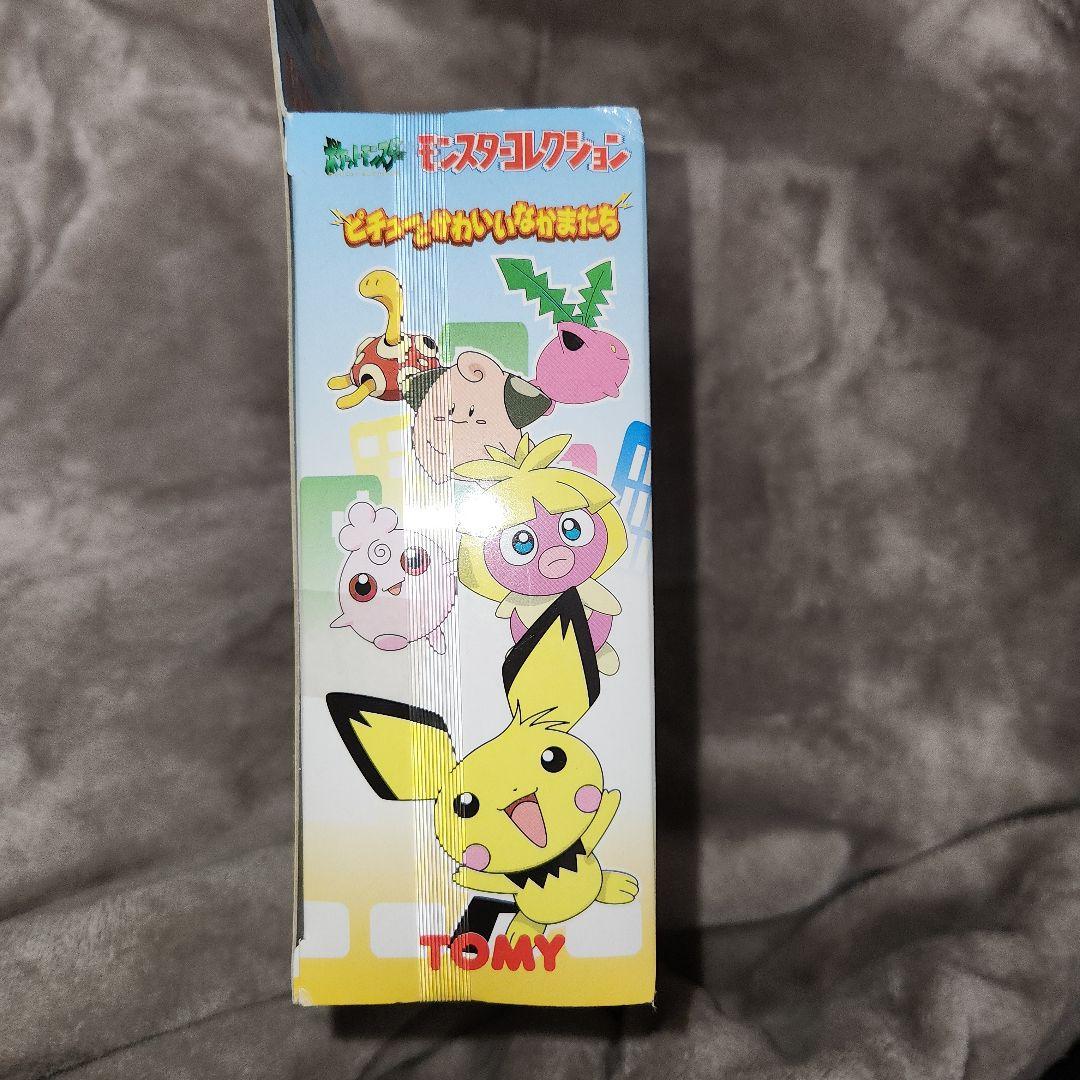 ポケットモンスター モンスターコレクション
ピチューとかわいいなかまたち
TOMY